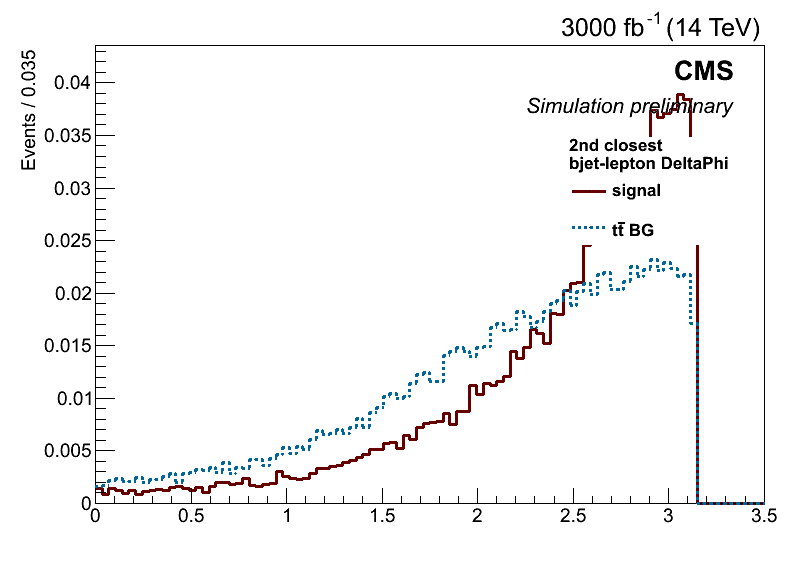 3000 fb⁻¹ (14 TeV)
CMS
Simulation preliminary
Events / 0.035
2nd closest
bjet-lepton DeltaPhi
signal
tt̄ BG
0.04
0.035
0.03
0.025
0.02
0.015
0.01
0.005
0
0 0.5 1 1.5 2 2.5 3 3.5